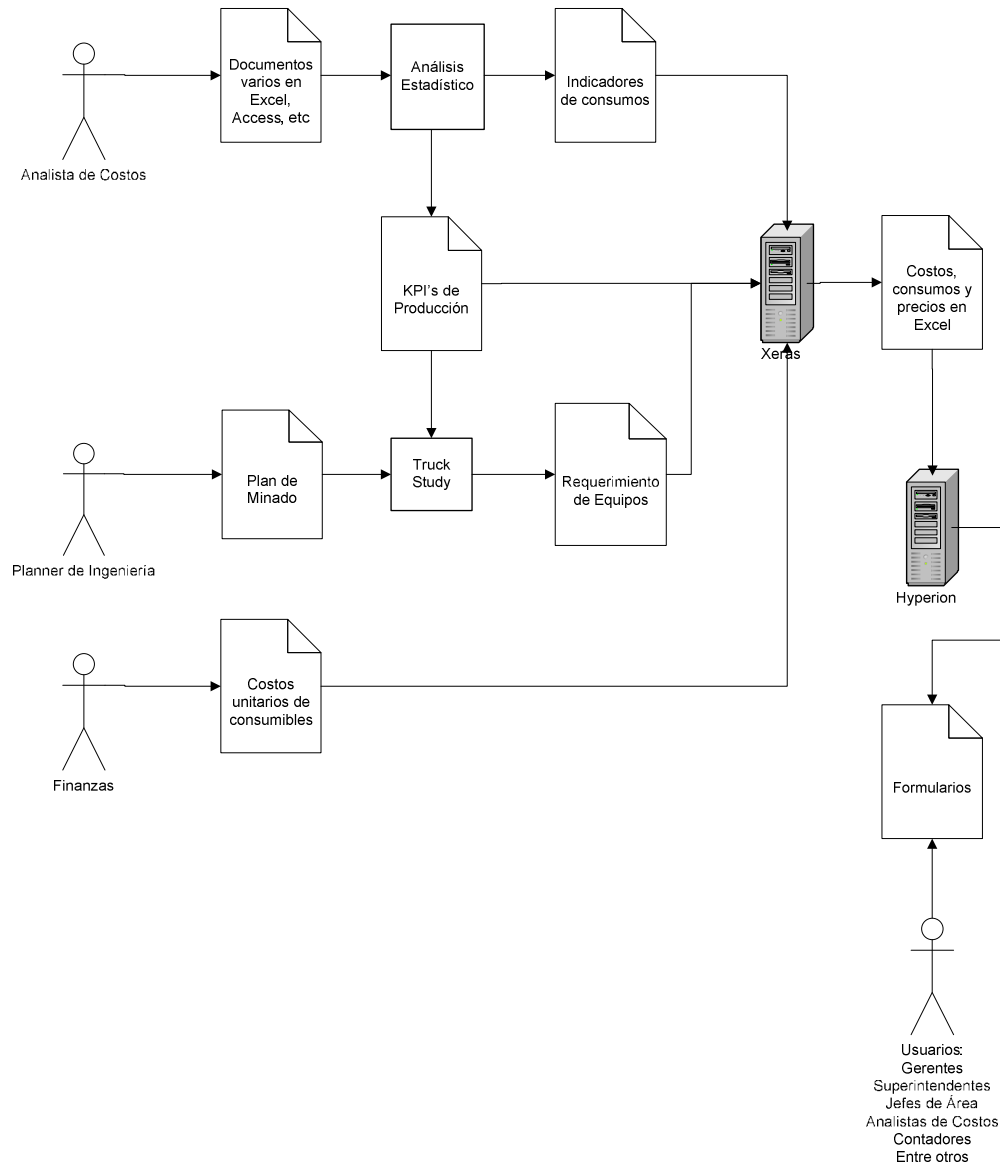 Documentos
varios en
Excel,
Access, etc
Análisis
Estadístico
Indicadores
de consumos
Analista de Costos
KPI's de
Producción
Xeras
Costos,
consumos y
precios en
Excel
Plan de
Minado
Truck
Study
Requerimiento
de Equipos
Planner de Ingeniería
Hyperion
Costos
unitarios de
consumibles
Finanzas
Formularios
Usuarios:
Gerentes
Superintendentes
Jefes de Área
Analistas de Costos
Contadores
Entre otros